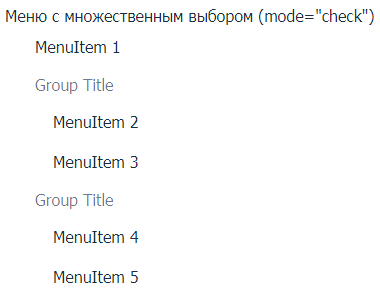 Меню с множественным выбором (mode="check")
MenuItem 1
Group Title
MenuItem 2
MenuItem 3
Group Title
MenuItem 4
MenuItem 5